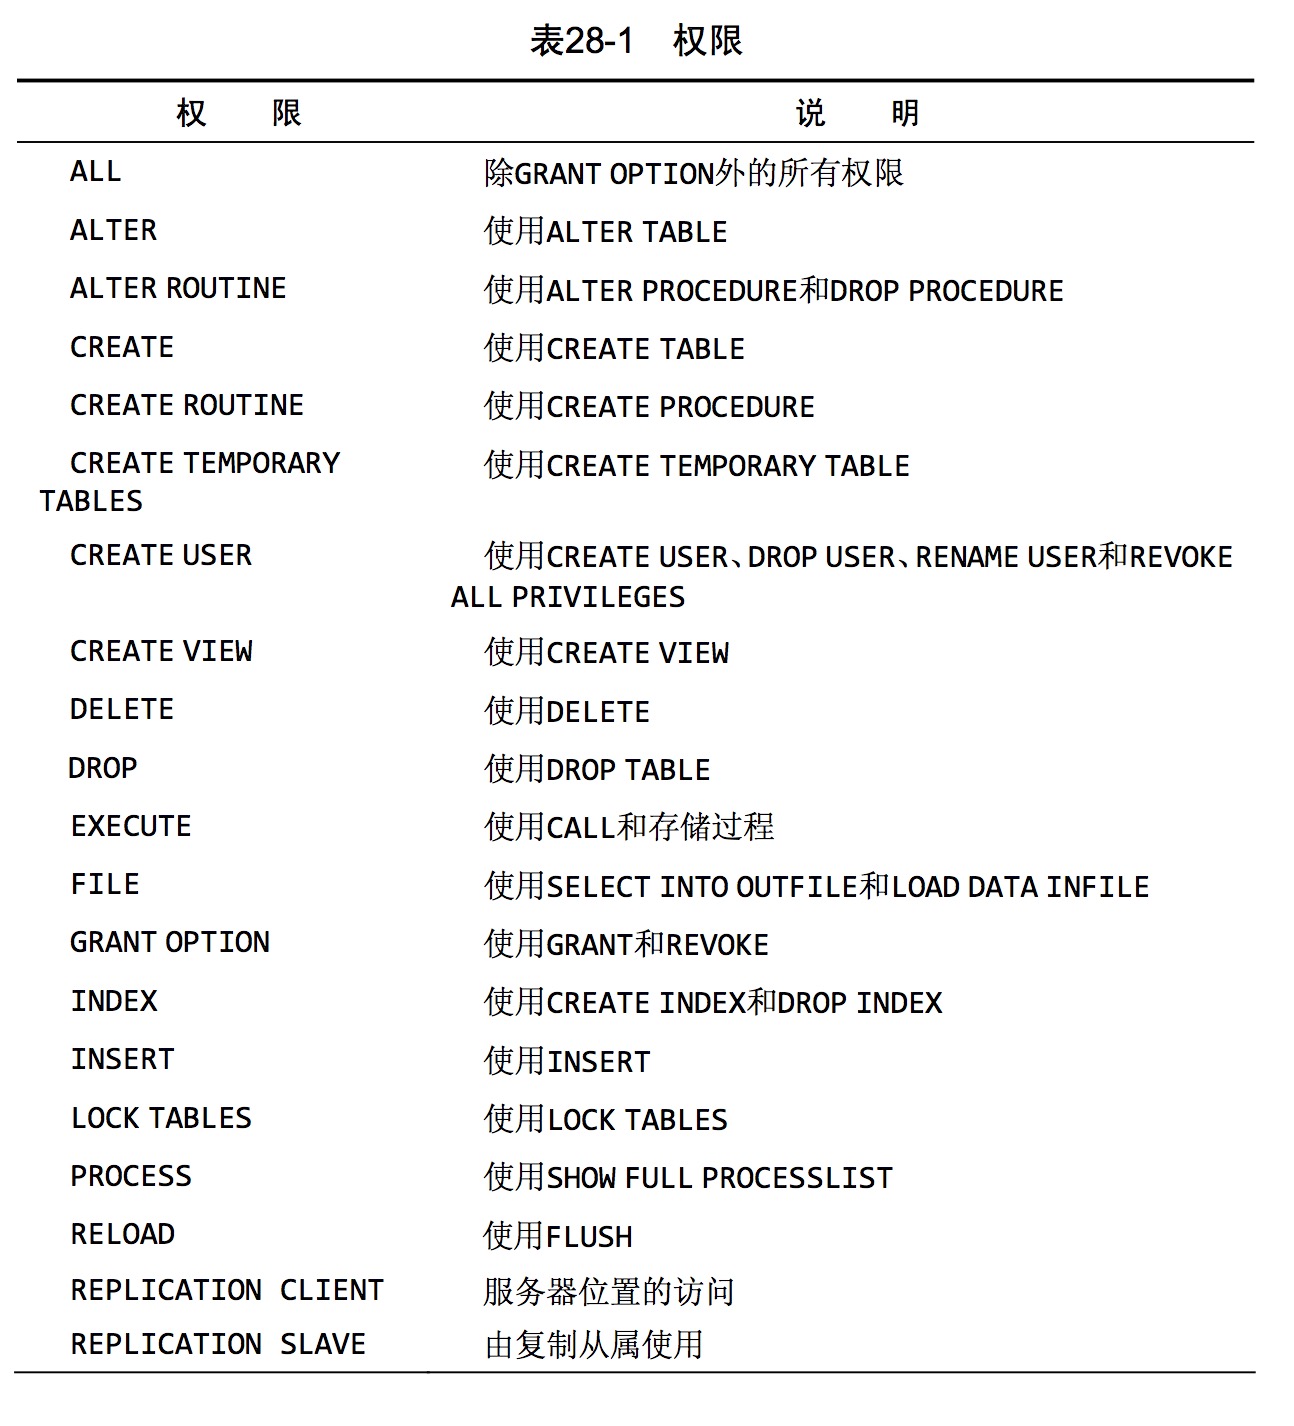 表28-1 权限
权 限 说 明
ALL 除GRANT OPTION外的所有权限
ALTER 使用ALTER TABLE
ALTER ROUTINE 使用ALTER PROCEDURE和DROP PROCEDURE
CREATE 使用CREATE TABLE
CREATE ROUTINE 使用CREATE PROCEDURE
CREATE TEMPORARY 使用CREATE TEMPORARY TABLE
TABLES
CREATE USER 使用CREATE USER、DROP USER、RENAME USER和REVOKE
ALL PRIVILEGES
CREATE VIEW 使用CREATE VIEW
DELETE 使用DELETE
DROP 使用DROP TABLE
EXECUTE 使用CALL和存储过程
FILE 使用SELECT INTO OUTFILE和LOAD DATA INFILE
GRANT OPTION 使用GRANT和REVOKE
INDEX 使用CREATE INDEX和DROP INDEX
INSERT 使用INSERT
LOCK TABLES 使用LOCK TABLES
PROCESS 使用SHOW FULL PROCESSLIST
RELOAD 使用FLUSH
REPLICATION CLIENT 服务器位置的访问
REPLICATION SLAVE 由复制从属使用